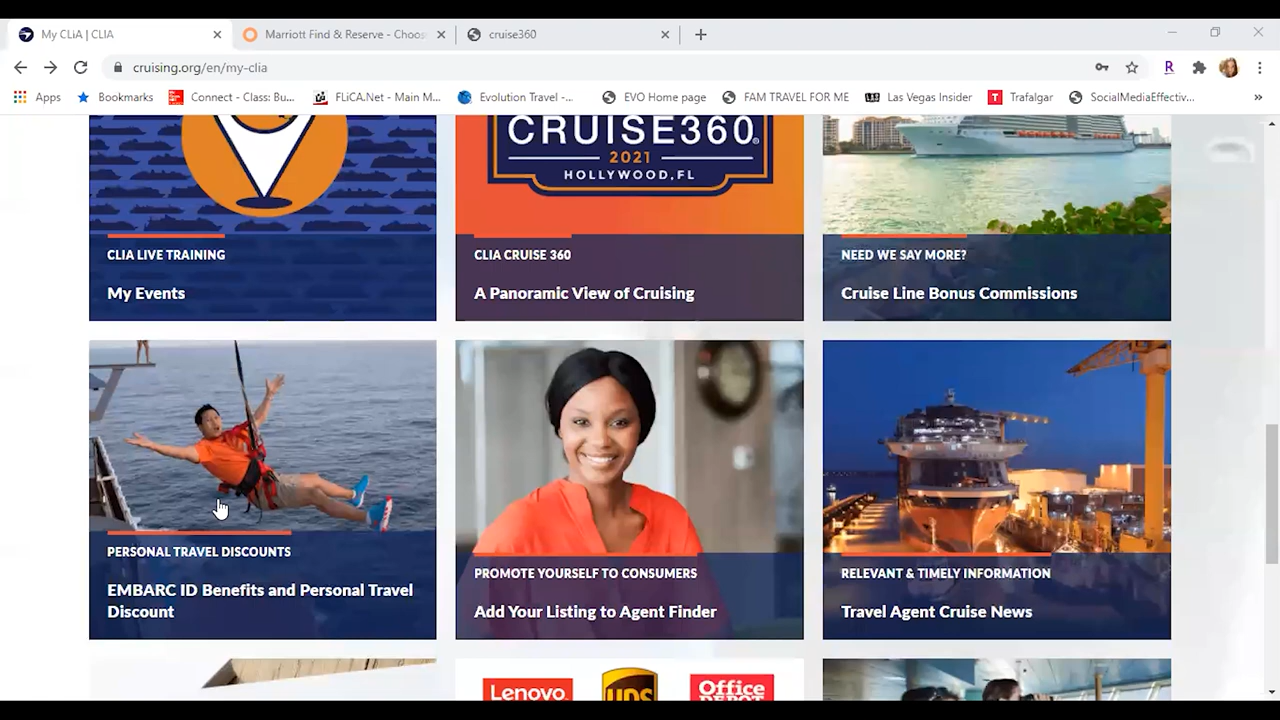 My CLiA | CLIA
Marriott Find & Reserve - Choos
cruise360
cruising.org/en/my-clia
R
Apps
Bookmarks
Connect - Class: Bu...
FLiCA.Net - Main M...
Evolution Travel -...
EVO Home page
FAM TRAVEL FOR ME
Las Vegas Insider
Trafalgar
SocialMediaEffectiv...
»
CRUISE360®
2021
HOLLYWOOD, FL
CLIA LIVE TRAINING
My Events
CLIA CRUISE 360
A Panoramic View of Cruising
NEED WE SAY MORE?
Cruise Line Bonus Commissions
PERSONAL TRAVEL DISCOUNTS
EMBARC ID Benefits and Personal Travel
Discount
PROMOTE YOURSELF TO CONSUMERS
Add Your Listing to Agent Finder
RELEVANT & TIMELY INFORMATION
Travel Agent Cruise News
Lenovo
UPS
Office
DEPOT